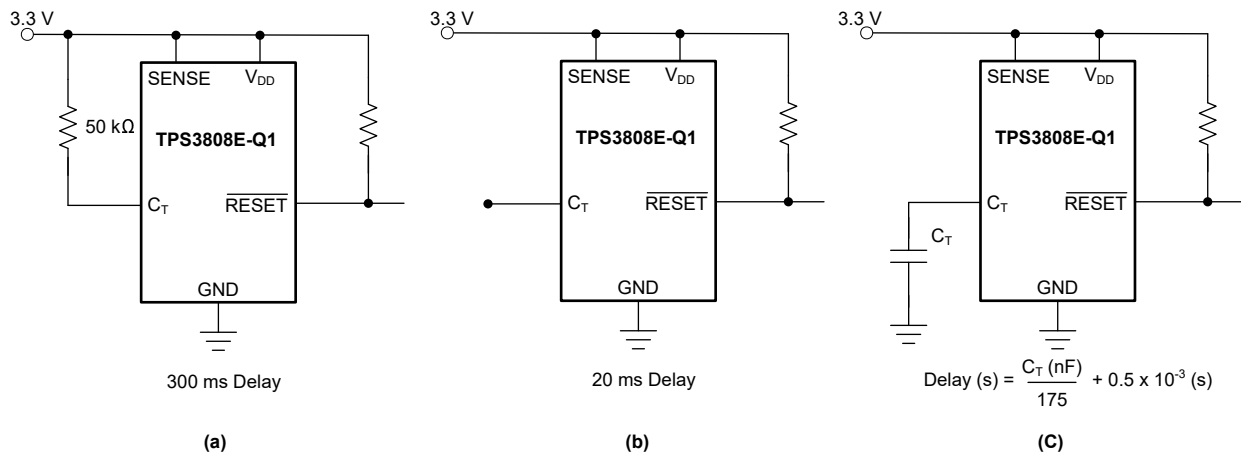 3.3 V
SENSE
V_DD
50 kΩ
TPS3808E-Q1
C_T
RESET
GND
300 ms Delay
(a)
3.3 V
SENSE
V_DD
TPS3808E-Q1
C_T
RESET
GND
20 ms Delay
(b)
3.3 V
SENSE
V_DD
TPS3808E-Q1
C_T
RESET
C_T
GND
Delay (s) = C_T (nF) / 175 + 0.5 x 10^-3 (s)
(C)